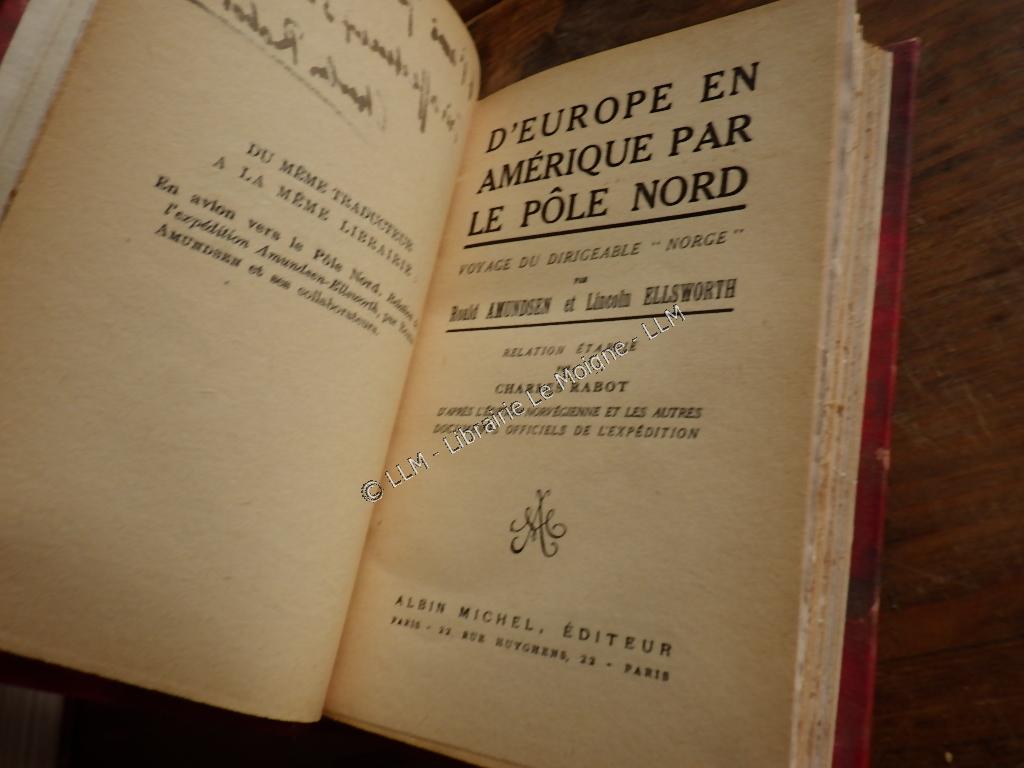 DU MÊME TRADUCTEUR
A LA MÊME LIBRAIRIE
En avion vers le Pôle Nord,
l'expédition Amundsen-Ellsworth, par
AMUNDSEN et ses collaborateurs.
D'EUROPE EN
AMÉRIQUE PAR
LE PÔLE NORD
VOYAGE DU DIRIGEABLE "NORGE"
PAR
Roald AMUNDSEN et Lincoln ELLSWORTH
RELATION
CHARLES RABOT
D'APRÈS NORVÉGIENNE ET LES AUTRES
OFFICIELS DE L'EXPÉDITION
ALBIN MICHEL, ÉDITEUR
PARIS - 22, RUE HUYGHENS, 22 - PARIS
© LLM - Librairie Le Moigne - LLM